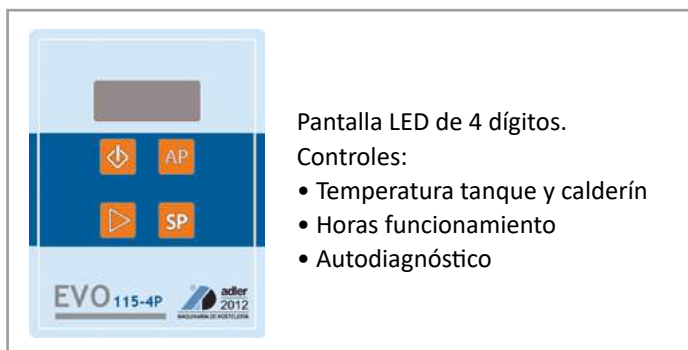 AP
SP
EVO 115-4P
adler
2012
MAQUINARIA DE HOSTELERÍA
Pantalla LED de 4 dígitos.
Controles:
• Temperatura tanque y calderín
• Horas funcionamiento
• Autodiagnóstico